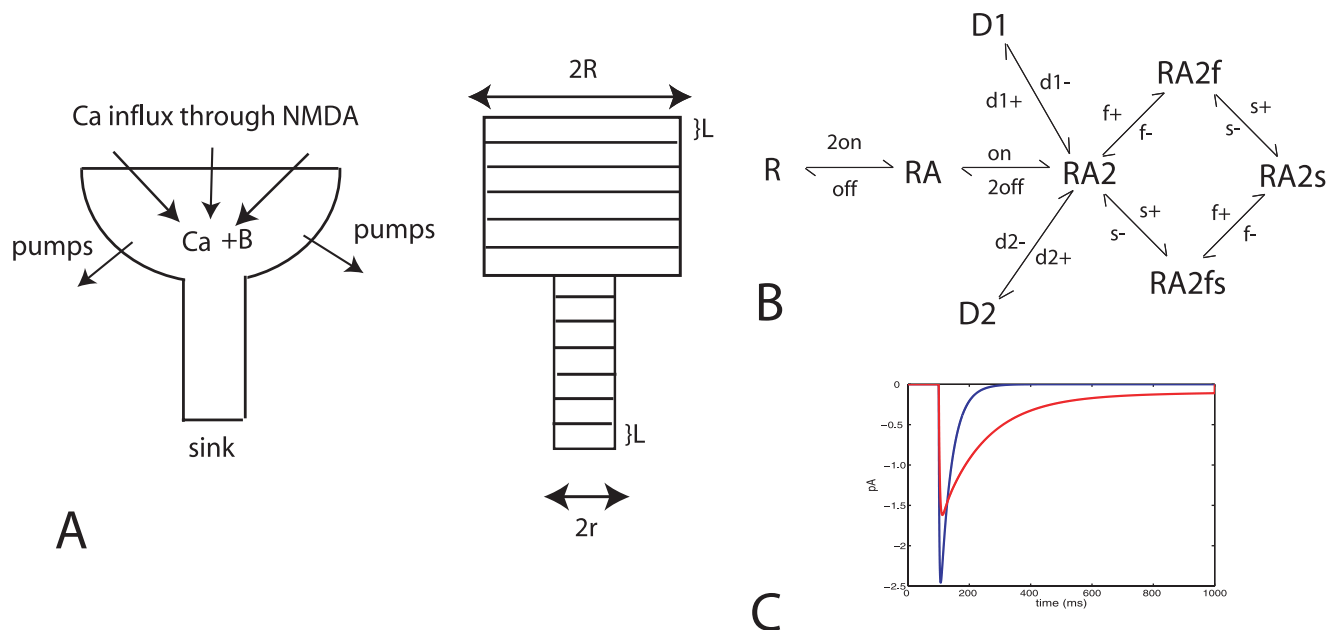 Ca influx through NMDA
pumps
Ca +B
pumps
sink
A
2R
}L
}L
2r
D1
d1-
d1+
RA2f
f+
f-
s+
s-
R
2on
off
RA
on
2off
RA2
RA2s
d2-
d2+
s+
s-
f+
f-
RA2fs
D2
B
0
−0.5
−1.0
−1.5
−2
−2.5
pA
0 200 400 600 800 1000
time (ms)
C